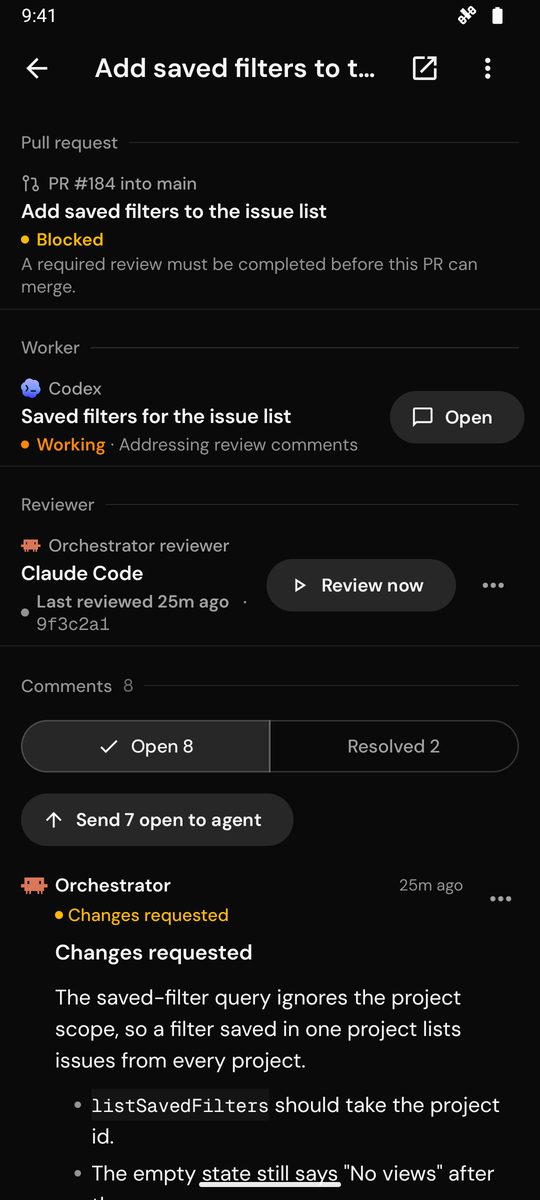 9:41
Add saved filters to t...
Pull request
PR #184 into main
Add saved filters to the issue list
Blocked
A required review must be completed before this PR can
merge.
Worker
Codex
Saved filters for the issue list
Working · Addressing review comments
Open
Reviewer
Orchestrator reviewer
Claude Code
Last reviewed 25m ago ·
9f3c2a1
Review now
Comments 8
Open 8
Resolved 2
Send 7 open to agent
Orchestrator
25m ago
Changes requested
Changes requested
The saved-filter query ignores the project
scope, so a filter saved in one project lists
issues from every project.
• listSavedFilters should take the project
id.
• The empty state still says "No views" after